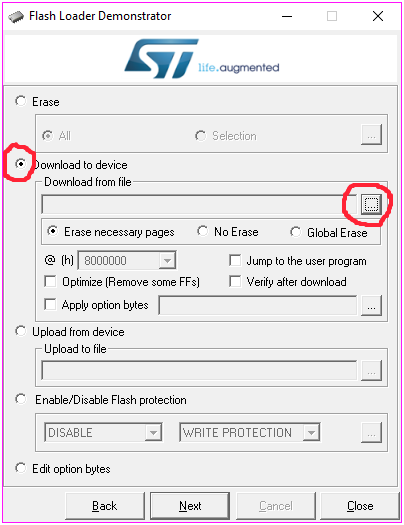 Flash Loader Demonstrator
ST life.augmented
Erase
All Selection ...
Download to device
Download from file
...
Erase necessary pages No Erase Global Erase
@ (h) 8000000 Jump to the user program
Optimize (Remove some FFs) Verify after download
Apply option bytes ...
Upload from device
Upload to file
...
Enable/Disable Flash protection
DISABLE WRITE PROTECTION ...
Edit option bytes
Back Next Cancel Close